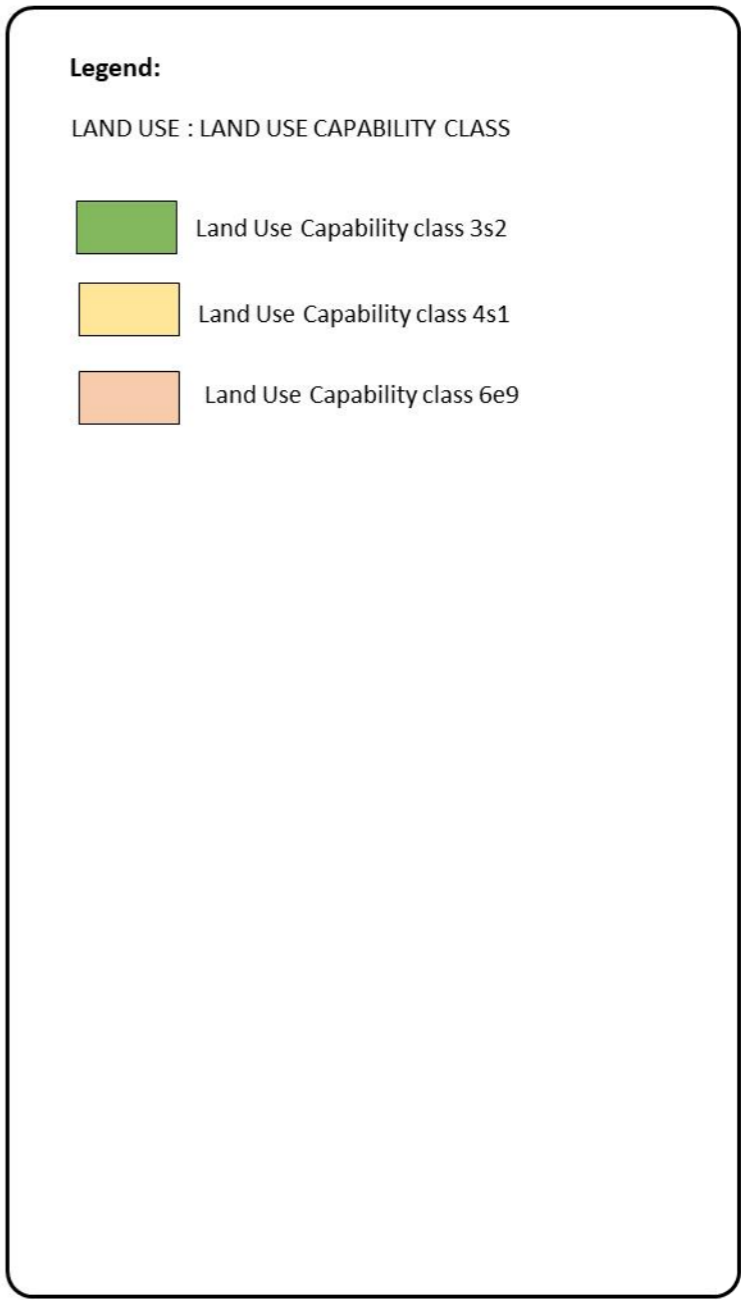 Legend:
LAND USE : LAND USE CAPABILITY CLASS
Land Use Capability class 3s2
Land Use Capability class 4s1
Land Use Capability class 6e9